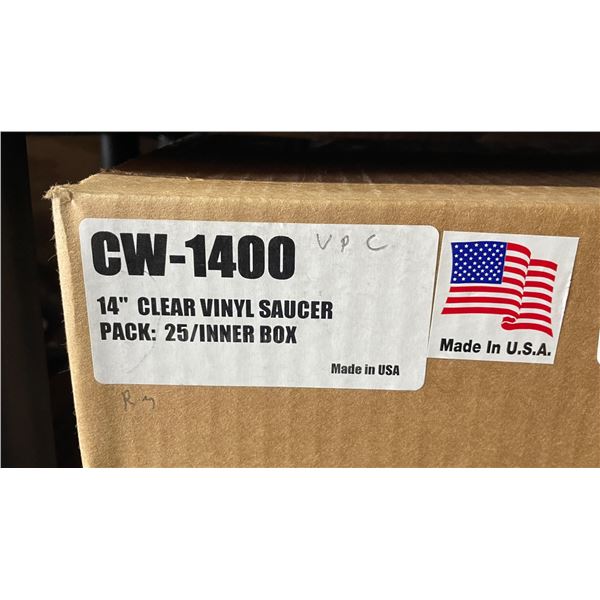 CW-1400 VPC
14" CLEAR VINYL SAUCER
PACK: 25/INNER BOX
Made in USA
Made In U.S.A.